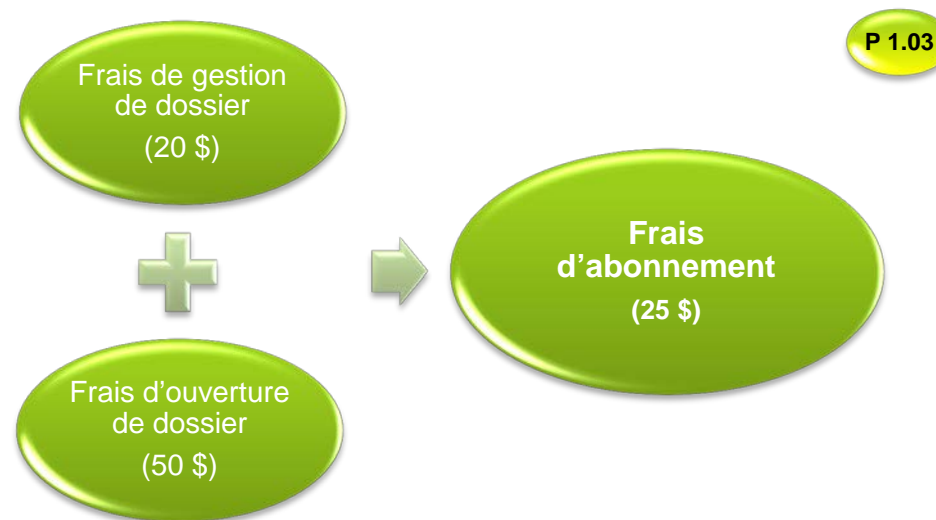 P 1.03
Frais de gestion
de dossier
(20 $)
Frais
d’abonnement
(25 $)
Frais d’ouverture
de dossier
(50 $)